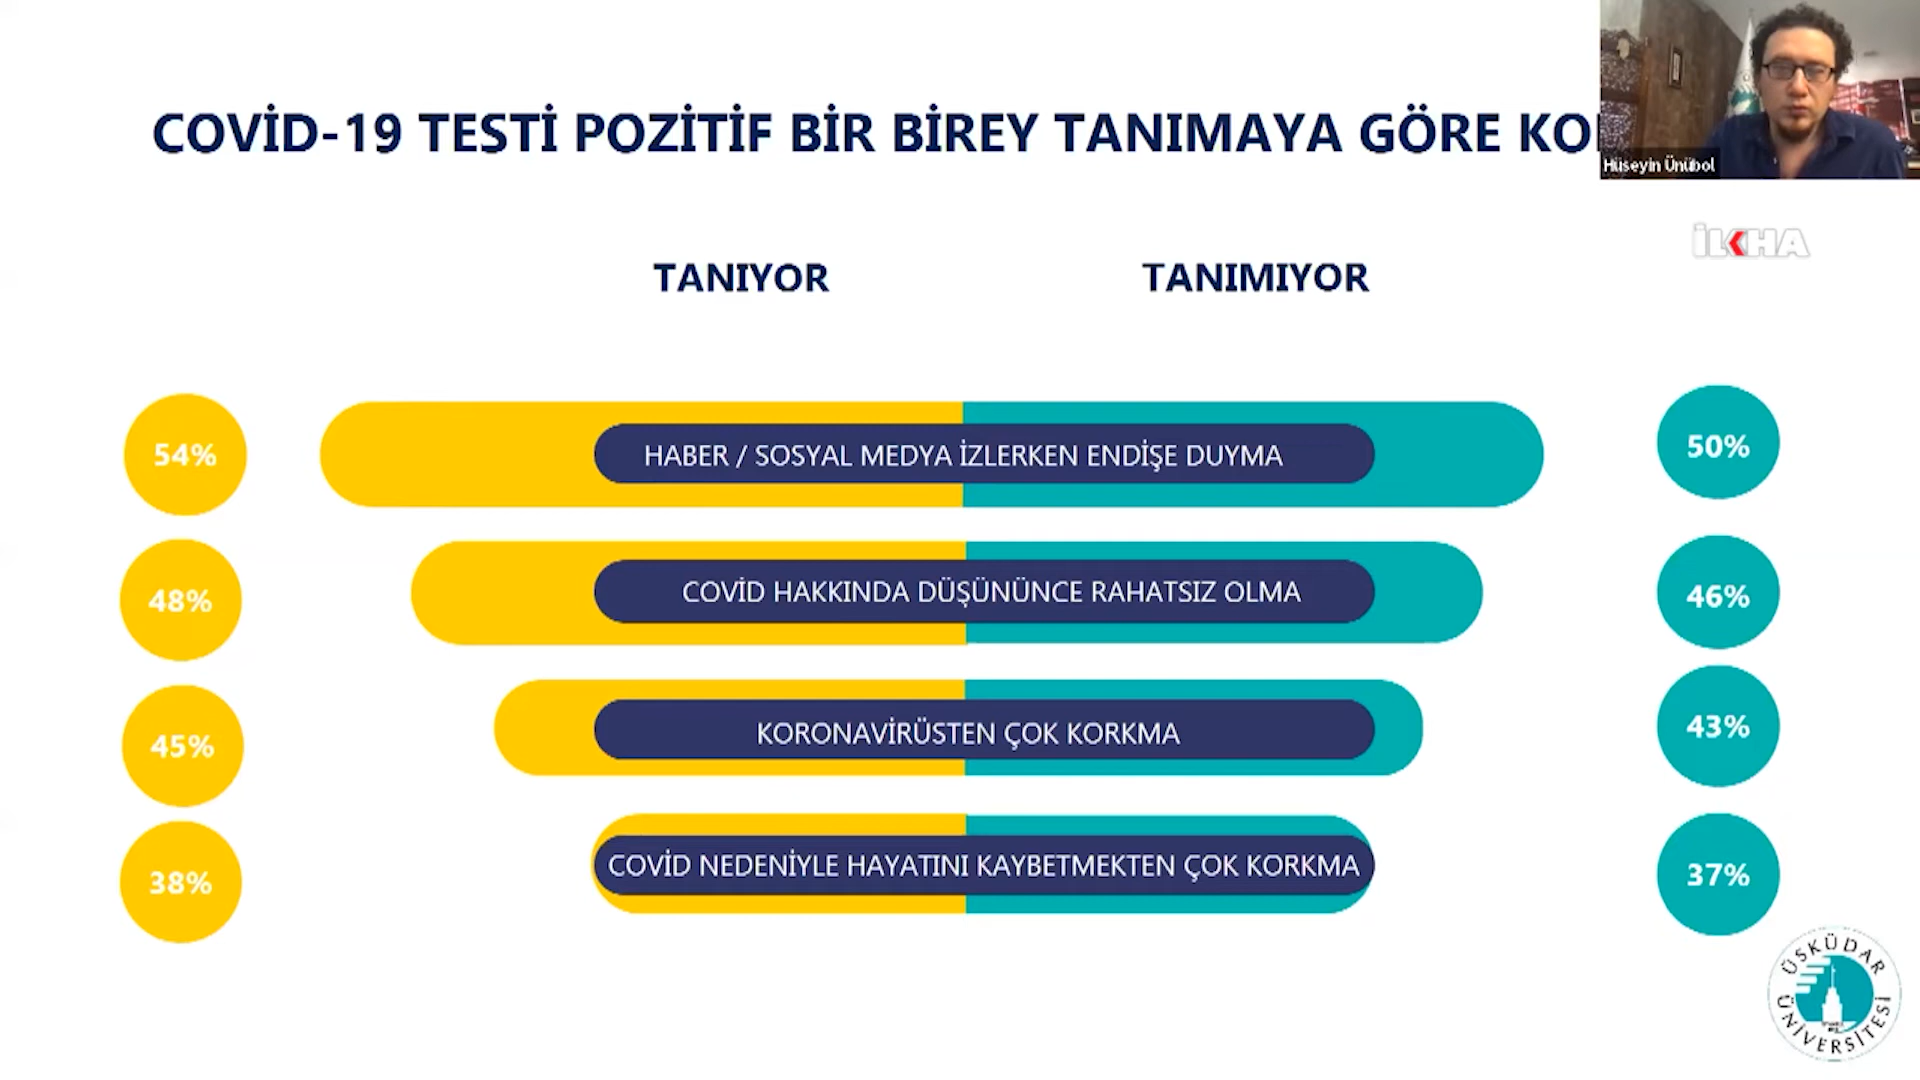 COVİD-19 TESTİ POZİTİF BİR BİREY TANIMAYA GÖRE
Hüseyin Ünübol
İLKHA
TANIYOR
TANIMIYOR
54%
HABER / SOSYAL MEDYA İZLERKEN ENDİŞE DUYMA
50%
48%
COVİD HAKKINDA DÜŞÜNÜNCE RAHATSIZ OLMA
46%
45%
KORONAVİRÜSTEN ÇOK KORKMA
43%
38%
COVİD NEDENİYLE HAYATINI KAYBETMEKTEN ÇOK KORKMA
37%
ÜSKÜDAR
ÜNİVERSİTESİ